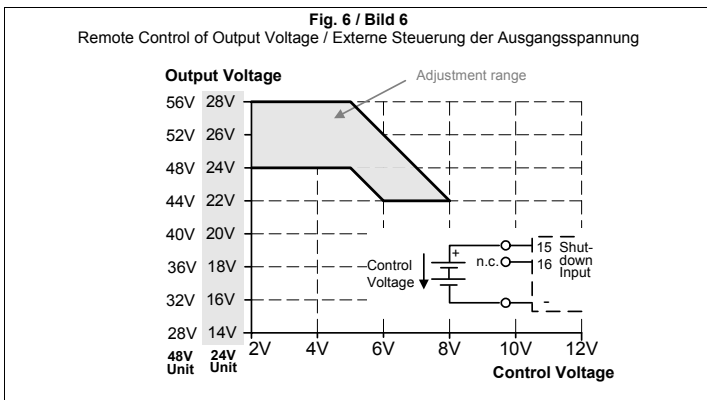 Fig. 6 / Bild 6
Remote Control of Output Voltage / Externe Steuerung der Ausgangsspannung
Output Voltage
Adjustment range
56V 28V
52V 26V
48V 24V
44V 22V
40V 20V
36V 18V
32V 16V
28V 14V
+
Control
Voltage
n.c.
15 Shut-
16 down
Input
-
2V 4V 6V 8V 10V 12V
48V 24V
Unit Unit
Control Voltage